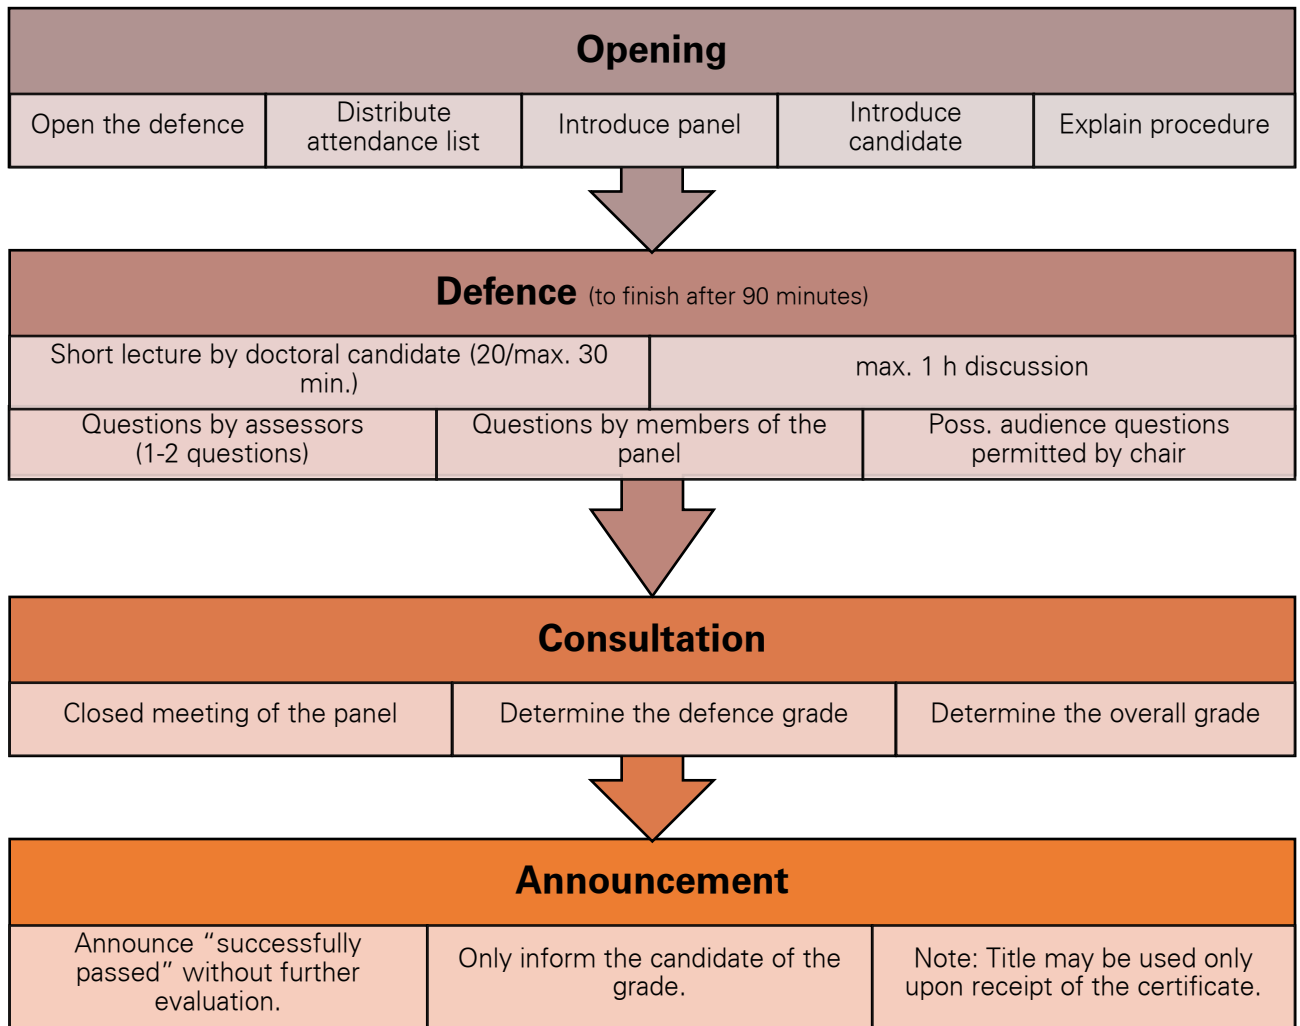 Opening
Open the defence
Distribute
attendance list
Introduce panel
Introduce
candidate
Explain procedure
Defence (to finish after 90 minutes)
Short lecture by doctoral candidate (20/max. 30
min.)
max. 1 h discussion
Questions by assessors
(1-2 questions)
Questions by members of the
panel
Poss. audience questions
permitted by chair
Consultation
Closed meeting of the panel
Determine the defence grade
Determine the overall grade
Announcement
Announce “successfully
passed” without further
evaluation.
Only inform the candidate of the
grade.
Note: Title may be used only
upon receipt of the certificate.